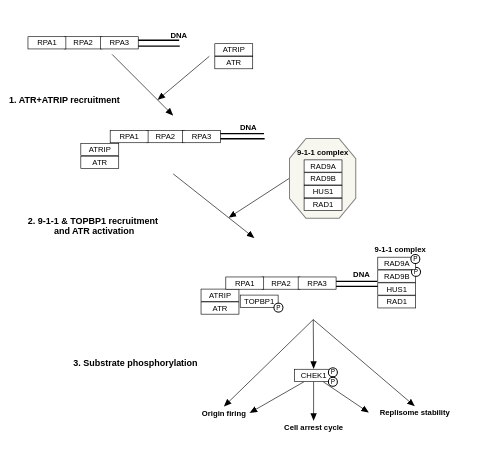 DNA
RPA1 RPA2 RPA3
ATRIP
ATR
1. ATR+ATRIP recruitment
DNA
RPA1 RPA2 RPA3
ATRIP
ATR
9-1-1 complex
RAD9A
RAD9B
HUS1
RAD1
2. 9-1-1 & TOPBP1 recruitment
and ATR activation
9-1-1 complex
RAD9A P
RAD9B P
HUS1
RAD1
DNA
RPA1 RPA2 RPA3
ATRIP
ATR
TOPBP1 P
3. Substrate phosphorylation
CHEK1 P
P
Origin firing
Replisome stability
Cell arrest cycle